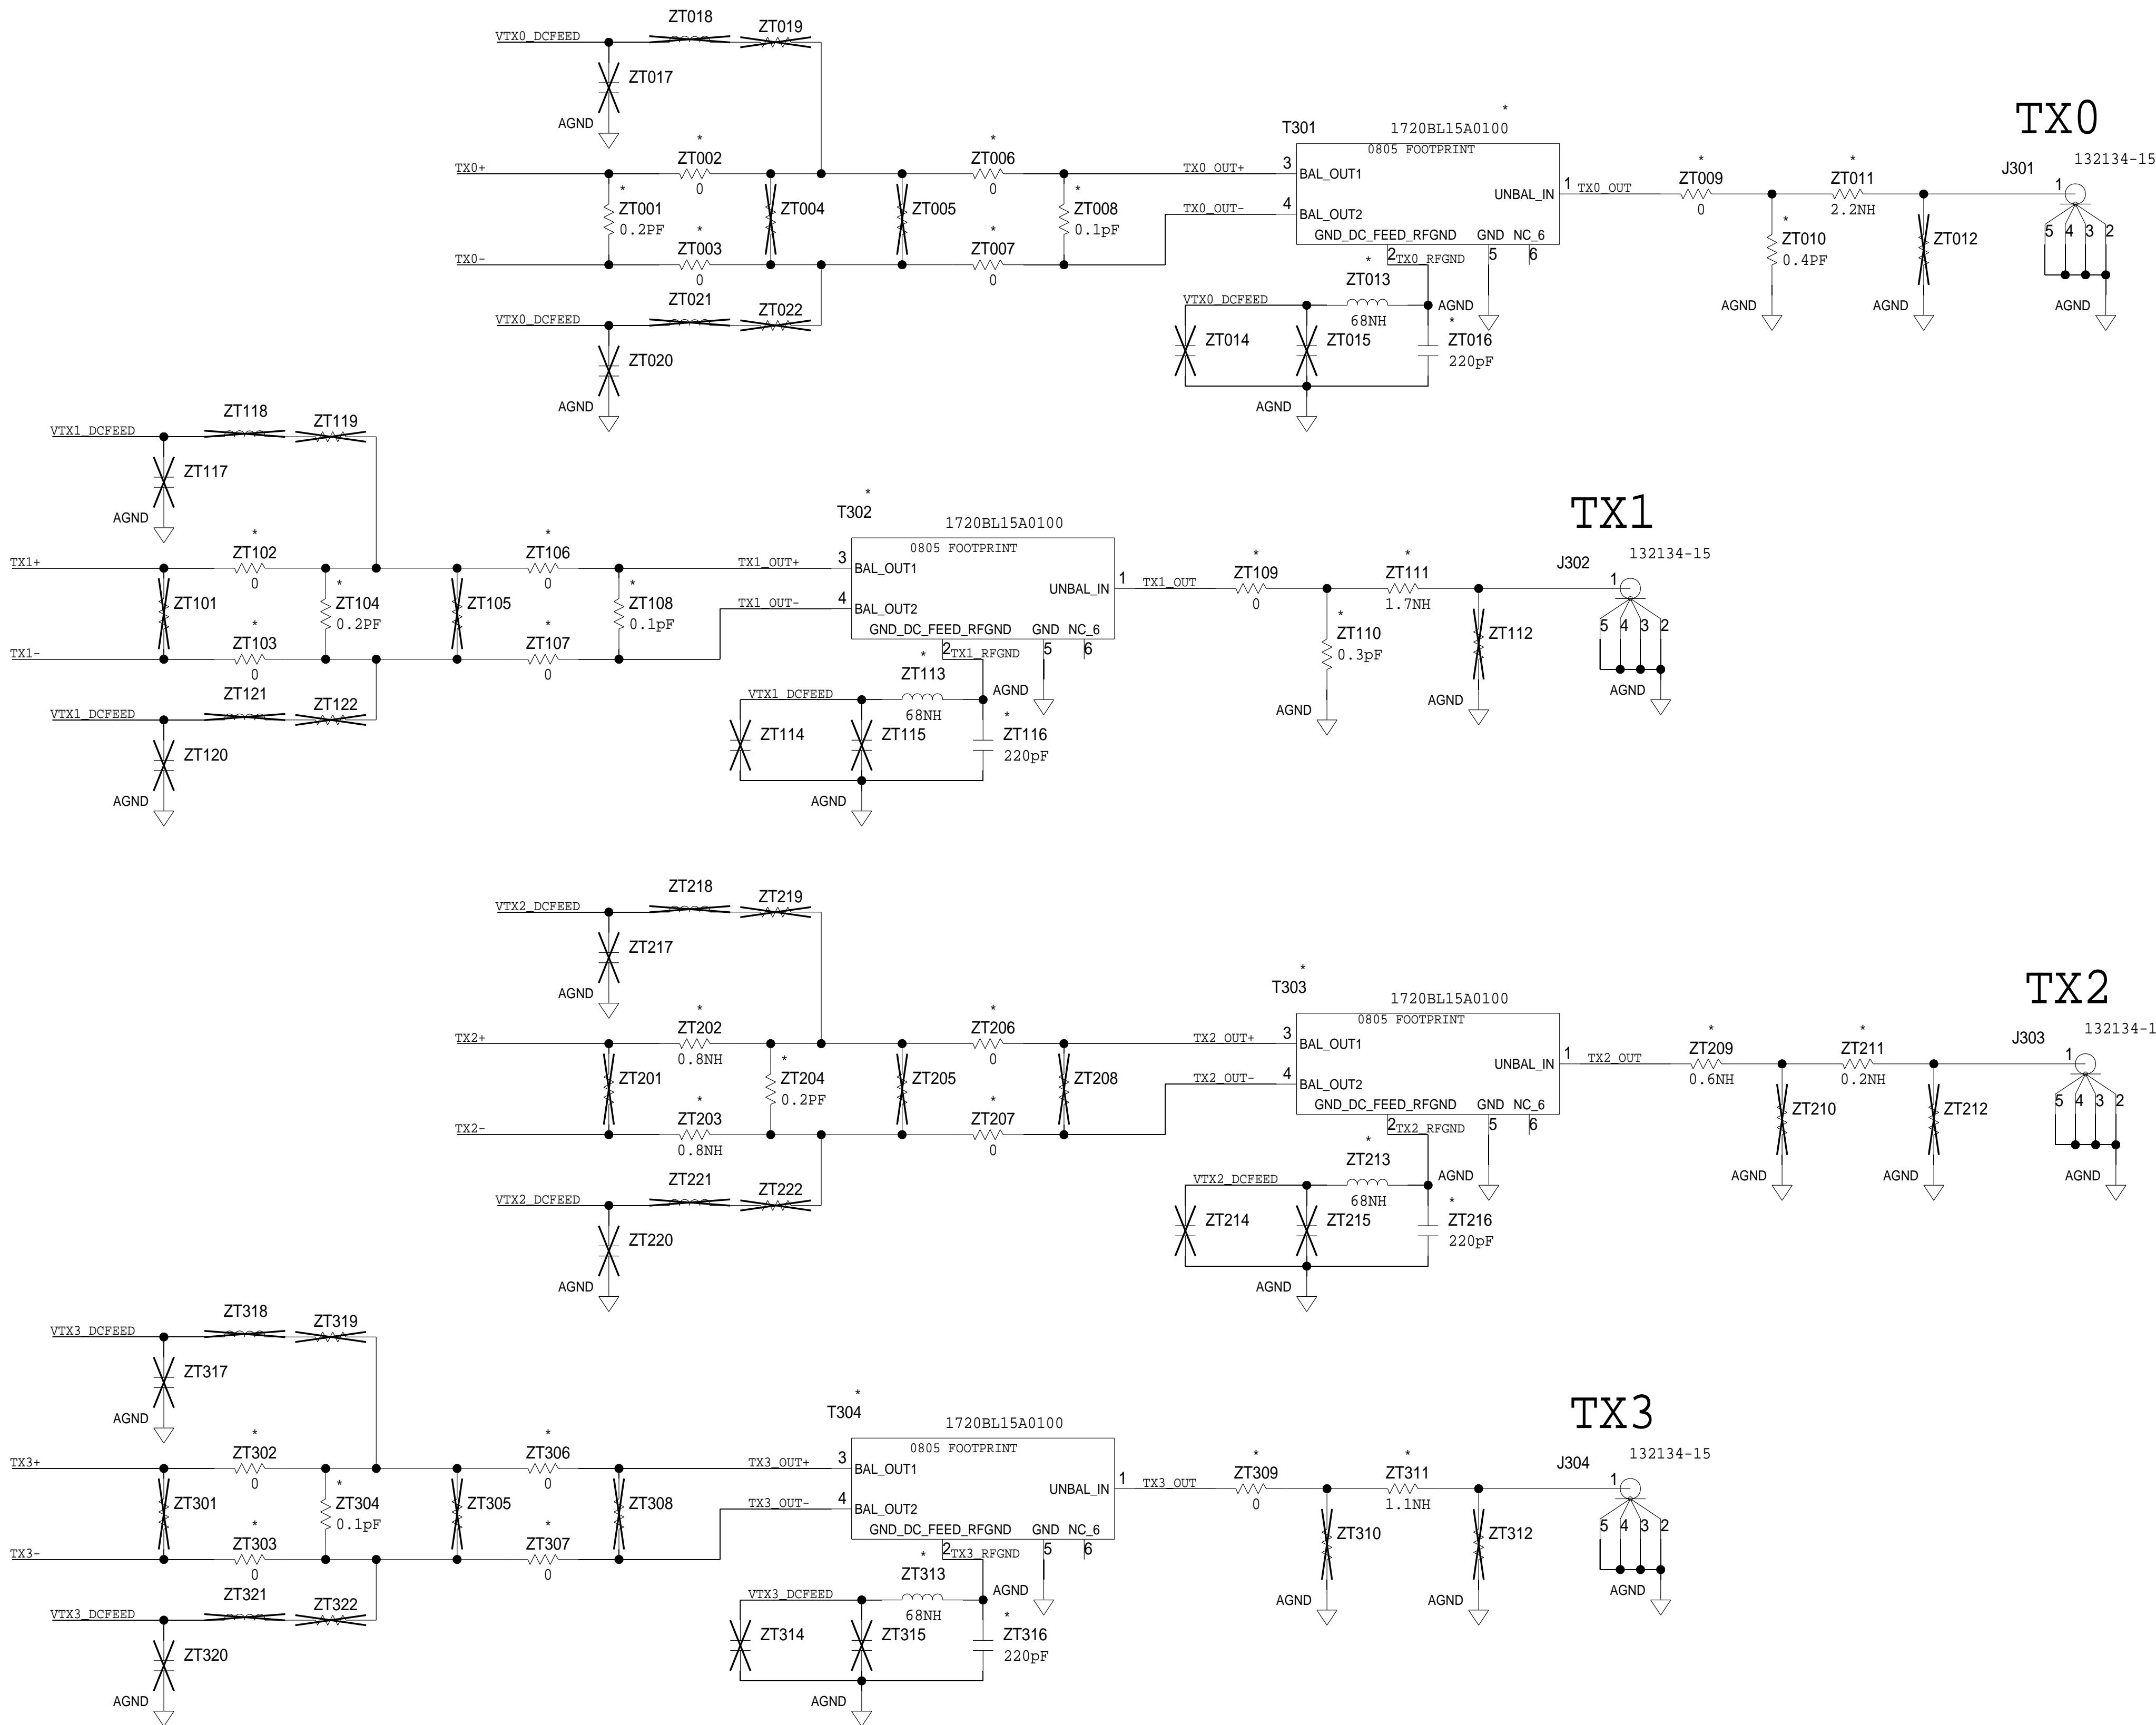 ZT018
ZT019
VTX0_DCFEED
ZT017
AGND
TX0
*
T301
1720BL15A0100
132134-15
0805 FOOTPRINT
J301
* * * *
TX0+
ZT002
ZT006
TX0_OUT+
3
BAL_OUT1
ZT009
ZT011
0
0
UNBAL_IN
1
TX0_OUT
1
*
ZT001
0.2PF
ZT004
ZT005
*
ZT008
0.1pF
TX0_OUT-
4
BAL_OUT2
0
2.2NH
GND_DC_FEED_RFGND
GND
NC_6
*
ZT010
0.4PF
ZT012
5 4 3 2
* *
TX0-
ZT003
ZT007
0
0
2
TX0_RFGND
5
6
*
ZT013
VTX0_DCFEED
68NH
AGND
AGND
AGND
AGND
ZT021
ZT022
VTX0_DCFEED
ZT020
AGND
ZT014
ZT015
*
ZT016
220pF
AGND
ZT118
ZT119
VTX1_DCFEED
ZT117
AGND
TX1
*
T302
1720BL15A0100
132134-15
0805 FOOTPRINT
J302
* * * *
TX1+
ZT102
ZT106
TX1_OUT+
3
BAL_OUT1
ZT109
ZT111
0
0
UNBAL_IN
1
TX1_OUT
1
ZT101
*
ZT104
0.2PF
ZT105
*
ZT108
0.1pF
TX1_OUT-
4
BAL_OUT2
0
1.7NH
GND_DC_FEED_RFGND
GND
NC_6
*
ZT110
0.3pF
ZT112
5 4 3 2
* *
TX1-
ZT103
ZT107
0
0
2
TX1_RFGND
5
6
*
ZT113
VTX1_DCFEED
68NH
AGND
AGND
AGND
AGND
ZT121
ZT122
VTX1_DCFEED
ZT120
AGND
ZT114
ZT115
*
ZT116
220pF
AGND
ZT218
ZT219
VTX2_DCFEED
ZT217
AGND
TX2
*
T303
1720BL15A0100
132134-1
0805 FOOTPRINT
J303
* * * *
TX2+
ZT202
ZT206
TX2_OUT+
3
BAL_OUT1
ZT209
ZT211
0.8NH
0
UNBAL_IN
1
TX2_OUT
1
ZT201
*
ZT204
0.2PF
ZT205
ZT208
TX2_OUT-
4
BAL_OUT2
0.6NH
0.2NH
GND_DC_FEED_RFGND
GND
NC_6
ZT210
ZT212
5 4 3 2
* *
TX2-
ZT203
ZT207
0.8NH
0
2
TX2_RFGND
5
6
*
ZT213
VTX2_DCFEED
68NH
AGND
AGND
AGND
AGND
ZT221
ZT222
VTX2_DCFEED
ZT220
AGND
ZT214
ZT215
*
ZT216
220pF
AGND
ZT318
ZT319
VTX3_DCFEED
ZT317
AGND
TX3
*
T304
1720BL15A0100
132134-15
0805 FOOTPRINT
J304
* * * *
TX3+
ZT302
ZT306
TX3_OUT+
3
BAL_OUT1
ZT309
ZT311
0
0
UNBAL_IN
1
TX3_OUT
1
ZT301
*
ZT304
0.1pF
ZT305
ZT308
TX3_OUT-
4
BAL_OUT2
0
1.1NH
GND_DC_FEED_RFGND
GND
NC_6
ZT310
ZT312
5 4 3 2
* *
TX3-
ZT303
ZT307
0
0
2
TX3_RFGND
5
6
*
ZT313
VTX3_DCFEED
68NH
AGND
AGND
AGND
AGND
ZT321
ZT322
VTX3_DCFEED
ZT320
AGND
ZT314
ZT315
*
ZT316
220pF
AGND